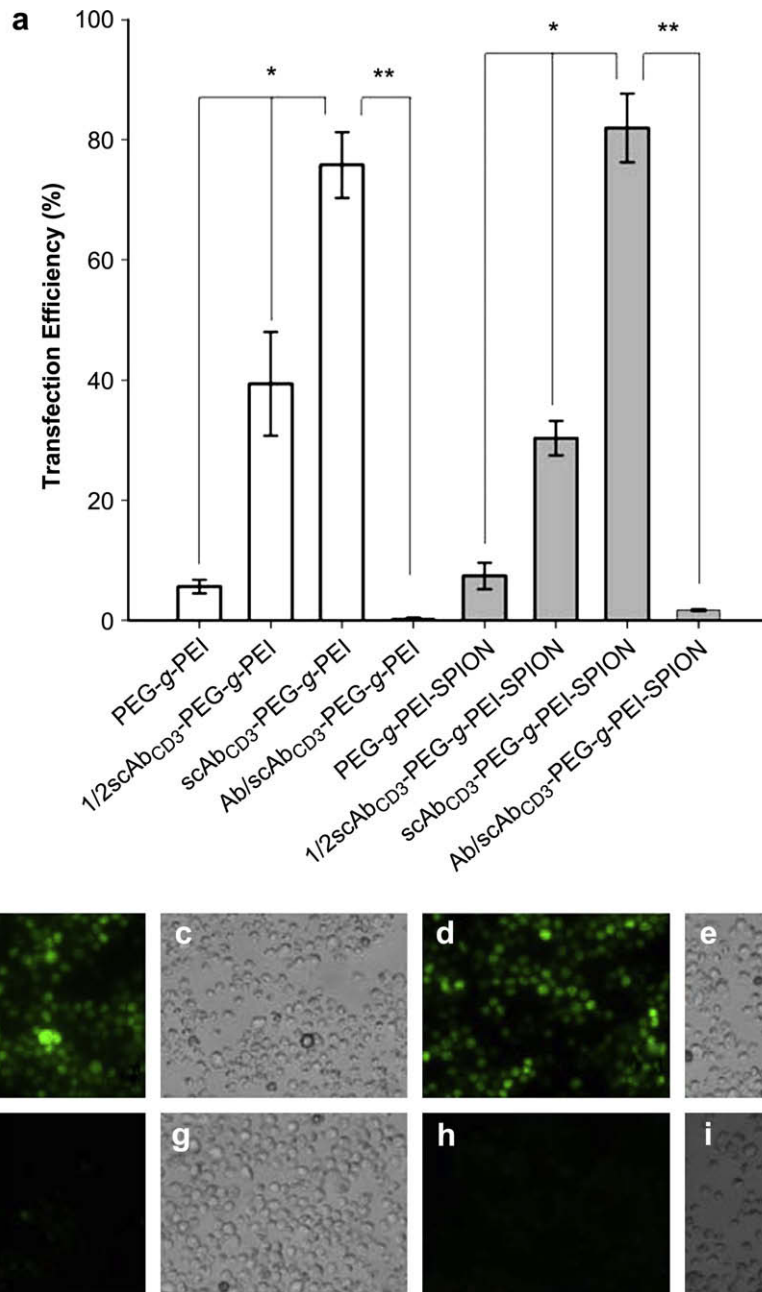 a
100
80
60
40
20
0
Transfection Efficiency (%)
* ** * **
PEG-g-PEI
1/2scAbCD3-PEG-g-PEI
scAbCD3-PEG-g-PEI
Ab/scAbCD3-PEG-g-PEI
PEG-g-PEI-SPION
1/2scAbCD3-PEG-g-PEI-SPION
scAbCD3-PEG-g-PEI-SPION
Ab/scAbCD3-PEG-g-PEI-SPION
c d e
g h i